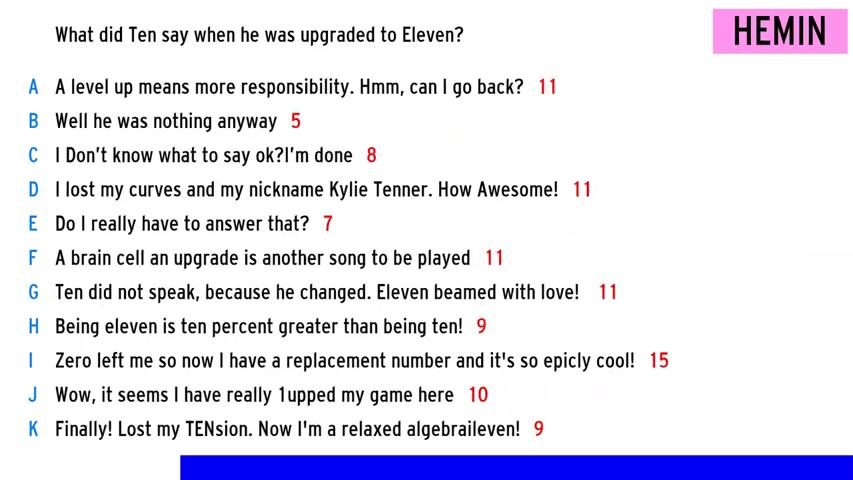 What did Ten say when he was upgraded to Eleven?
HEMIN
A A level up means more responsibility. Hmm, can I go back? 11
B Well he was nothing anyway 5
C I Don't know what to say ok?I'm done 8
D I lost my curves and my nickname Kylie Tenner. How Awesome! 11
E Do I really have to answer that? 7
F A brain cell an upgrade is another song to be played 11
G Ten did not speak, because he changed. Eleven beamed with love! 11
H Being eleven is ten percent greater than being ten! 9
I Zero left me so now I have a replacement number and it's so epicly cool! 15
J Wow, it seems I have really 1upped my game here 10
K Finally! Lost my TENsion. Now I'm a relaxed algebraileven! 9